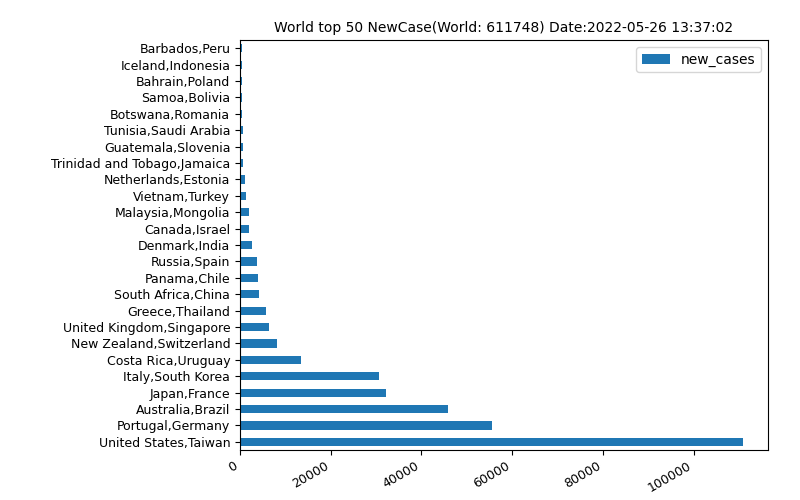 World top 50 NewCase(World: 611748) Date:2022-05-26 13:37:02
new_cases
Barbados,Peru
Iceland,Indonesia
Bahrain,Poland
Samoa,Bolivia
Botswana,Romania
Tunisia,Saudi Arabia
Guatemala,Slovenia
Trinidad and Tobago,Jamaica
Netherlands,Estonia
Vietnam,Turkey
Malaysia,Mongolia
Canada,Israel
Denmark,India
Russia,Spain
Panama,Chile
South Africa,China
Greece,Thailand
United Kingdom,Singapore
New Zealand,Switzerland
Costa Rica,Uruguay
Italy,South Korea
Japan,France
Australia,Brazil
Portugal,Germany
United States,Taiwan
0
20000
40000
60000
80000
100000